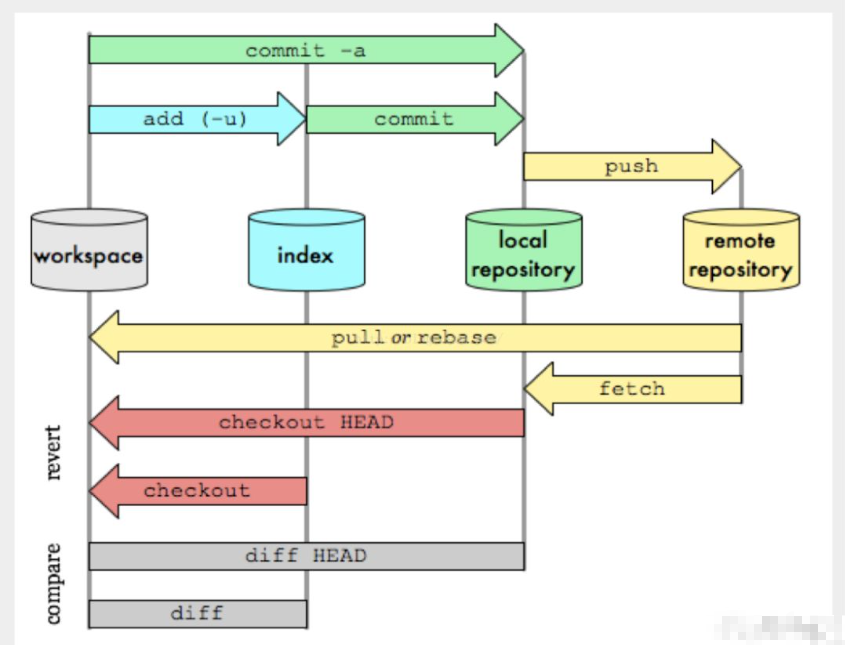 commit -a
add (-u)
commit
push
workspace
index
local
repository
remote
repository
pull or rebase
fetch
revert
checkout HEAD
checkout
compare
diff HEAD
diff